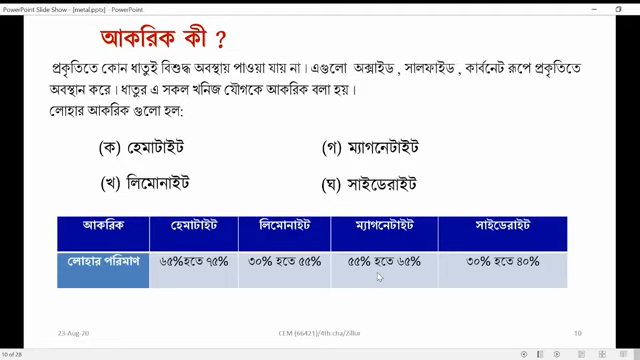 PowerPoint Slide Show - [metal.pptx] - PowerPoint
আকরিক কী ?
প্রকৃতিতে কোন ধাতুই বিশুদ্ধ অবস্থায় পাওয়া যায় না। এগুলো অক্সাইড , সালফাইড , কার্বনেট রূপে প্রকৃতিতে
অবস্থান করে। ধাতুর এ সকল খনিজ যৌগকে আকরিক বলা হয়।
লোহার আকরিক গুলো হল:
(ক) হেমাটাইট (গ) ম্যাগনেটাইট
(খ) লিমোনাইট (ঘ) সাইডেরাইট
আকরিক হেমাটাইট লিমোনাইট ম্যাগনেটাইট সাইডেরাইট
লোহার পরিমাণ ৬৫%হতে ৭৫% ৩০% হতে ৫৫% ৫৫% হতে ৬৫% ৩০% হতে ৪০%
23-Aug-20 CEM (66421)/4th cha/Zillur 10
10 of 28